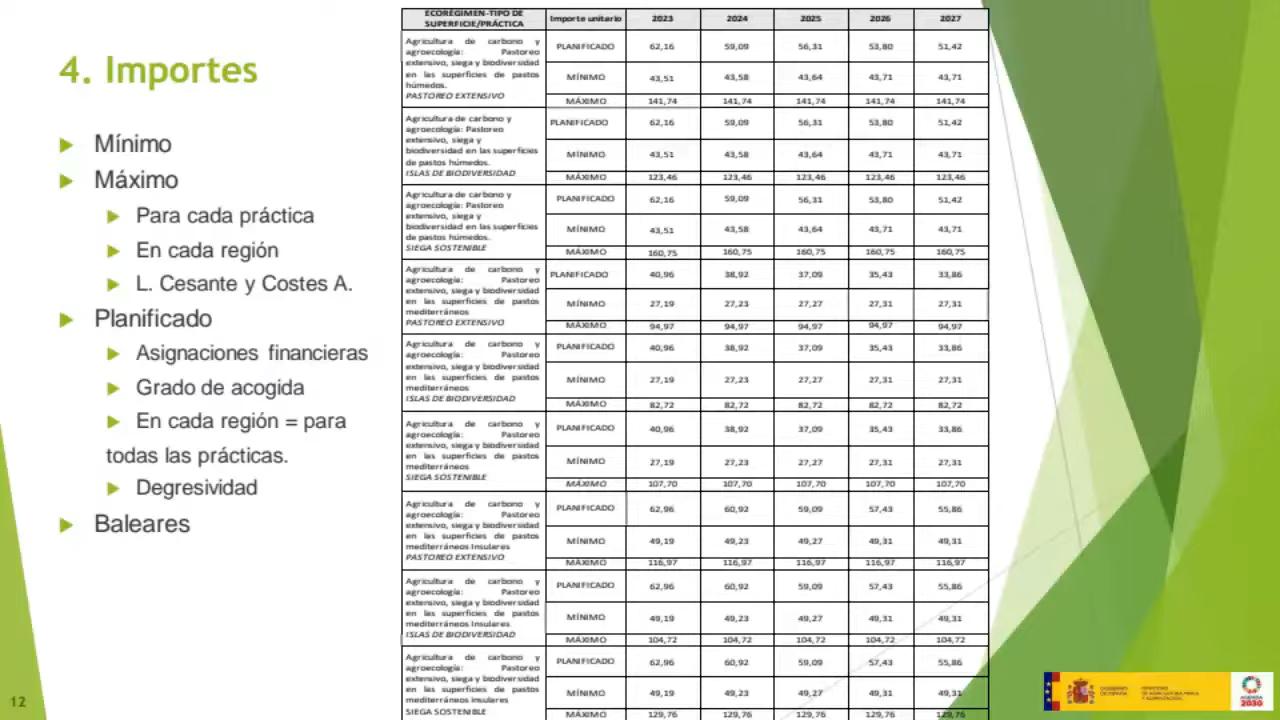 4. Importes
Mínimo
Máximo
Para cada práctica
En cada región
L. Cesante y Costes A.
Planificado
Asignaciones financieras
Grado de acogida
En cada región = para
todas las prácticas.
Degresividad
Baleares
12
ECORÉGIMEN-TIPO DE
SUPERFICIE/PRÁCTICA
Importe unitario 2023 2024 2025 2026 2027
Agricultura de carbono y
agroecología: Pastoreo
extensivo, siega y biodiversidad
en las superficies de pastos
húmedos.
PASTOREO EXTENSIVO
PLANIFICADO 62,16 59,09 56,31 53,80 51,42
MÍNIMO 43,51 43,58 43,64 43,71 43,71
MÁXIMO 141,74 141,74 141,74 141,74 141,74
Agricultura de carbono y
agroecología: Pastoreo
extensivo, siega y
biodiversidad en las superficies
de pastos húmedos.
ISLAS DE BIODIVERSIDAD
PLANIFICADO 62,16 59,09 56,31 53,80 51,42
MÍNIMO 43,51 43,58 43,64 43,71 43,71
MÁXIMO 123,46 123,46 123,46 123,46 123,46
Agricultura de carbono y
agroecología: Pastoreo
extensivo, siega y
biodiversidad en las superficies
de pastos húmedos.
SIEGA SOSTENIBLE
PLANIFICADO 62,16 59,09 56,31 53,80 51,42
MÍNIMO 43,51 43,58 43,64 43,71 43,71
MÁXIMO 160,75 160,75 160,75 160,75 160,75
Agricultura de carbono y
agroecología: Pastoreo
extensivo, siega y biodiversidad
en las superficies de pastos
mediterráneos
PASTOREO EXTENSIVO
PLANIFICADO 40,96 38,92 37,09 35,43 33,86
MÍNIMO 27,19 27,23 27,27 27,31 27,31
MÁXIMO 94,97 94,97 94,97 94,97 94,97
Agricultura de carbono y
agroecología: Pastoreo
extensivo, siega y biodiversidad
en las superficies de pastos
mediterráneos
ISLAS DE BIODIVERSIDAD
PLANIFICADO 40,96 38,92 37,09 35,43 33,86
MÍNIMO 27,19 27,23 27,27 27,31 27,31
MÁXIMO 82,72 82,72 82,72 82,72 82,72
Agricultura de carbono y
agroecología: Pastoreo
extensivo, siega y biodiversidad
en las superficies de pastos
mediterráneos
SIEGA SOSTENIBLE
PLANIFICADO 40,96 38,92 37,09 35,43 33,86
MÍNIMO 27,19 27,23 27,27 27,31 27,31
MÁXIMO 107,70 107,70 107,70 107,70 107,70
Agricultura de carbono y
agroecología: Pastoreo
extensivo, siega y biodiversidad
en las superficies de pastos
mediterráneos Insulares
PASTOREO EXTENSIVO
PLANIFICADO 62,96 60,92 59,09 57,43 55,86
MÍNIMO 49,19 49,23 49,27 49,31 49,31
MÁXIMO 116,97 116,97 116,97 116,97 116,97
Agricultura de carbono y
agroecología: Pastoreo
extensivo, siega y biodiversidad
en las superficies de pastos
mediterráneos Insulares
ISLAS DE BIODIVERSIDAD
PLANIFICADO 62,96 60,92 59,09 57,43 55,86
MÍNIMO 49,19 49,23 49,27 49,31 49,31
MÁXIMO 104,72 104,72 104,72 104,72 104,72
Agricultura de carbono y
agroecología: Pastoreo
extensivo, siega y biodiversidad
en las superficies de pastos
mediterráneos insulares
SIEGA SOSTENIBLE
PLANIFICADO 62,96 60,92 59,09 57,43 55,86
MÍNIMO 49,19 49,23 49,27 49,31 49,31
MÁXIMO 129,76 129,76 129,76 129,76 129,76
GOBIERNO
DE ESPAÑA
MINISTERIO
DE AGRICULTURA, PESCA
Y ALIMENTACIÓN
AGENDA
2030